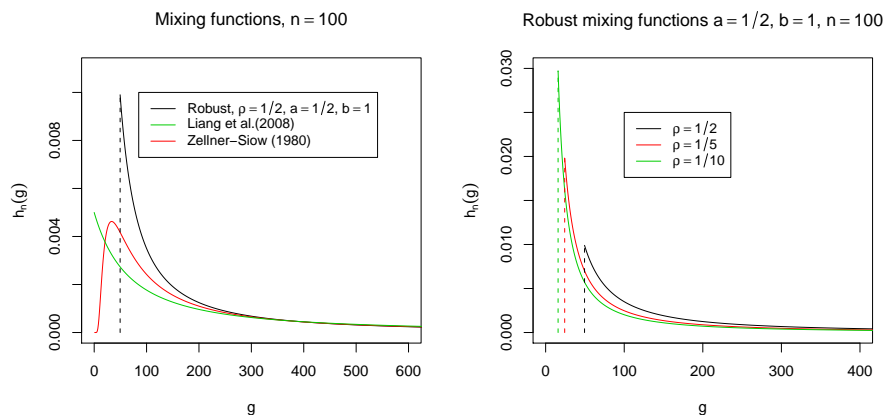 Mixing functions, n = 100
Robust, ρ = 1/2, a = 1/2, b = 1
Liang et al.(2008)
Zellner−Siow (1980)
0.000
0.004
0.008
h_n(g)
0
100
200
300
400
500
600
g
Robust mixing functions a = 1/2, b = 1, n = 100
ρ = 1/2
ρ = 1/5
ρ = 1/10
0.000
0.010
0.020
0.030
h_n(g)
0
100
200
300
400
g